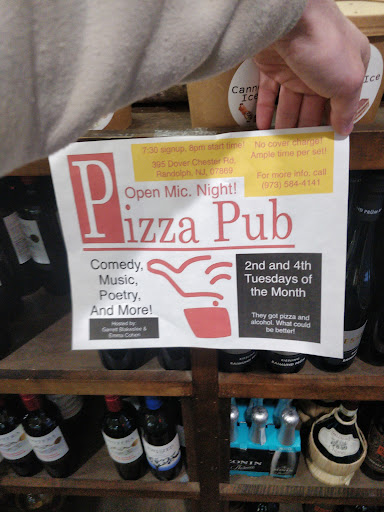 7:30 signup, 8pm start time!
395 Dover Chester Rd,
Randolph, NJ, 07869
No cover charge!
Ample time per set!
For more info, call
(973) 584-4141
Open Mic. Night!
Pizza Pub
Comedy,
Music,
Poetry,
And More!
Hosted by
Garrett Blakeslee &
Emma Cohen
2nd and 4th
Tuesdays of
the Month
They got pizza and
alcohol. What could
be better!
Ice